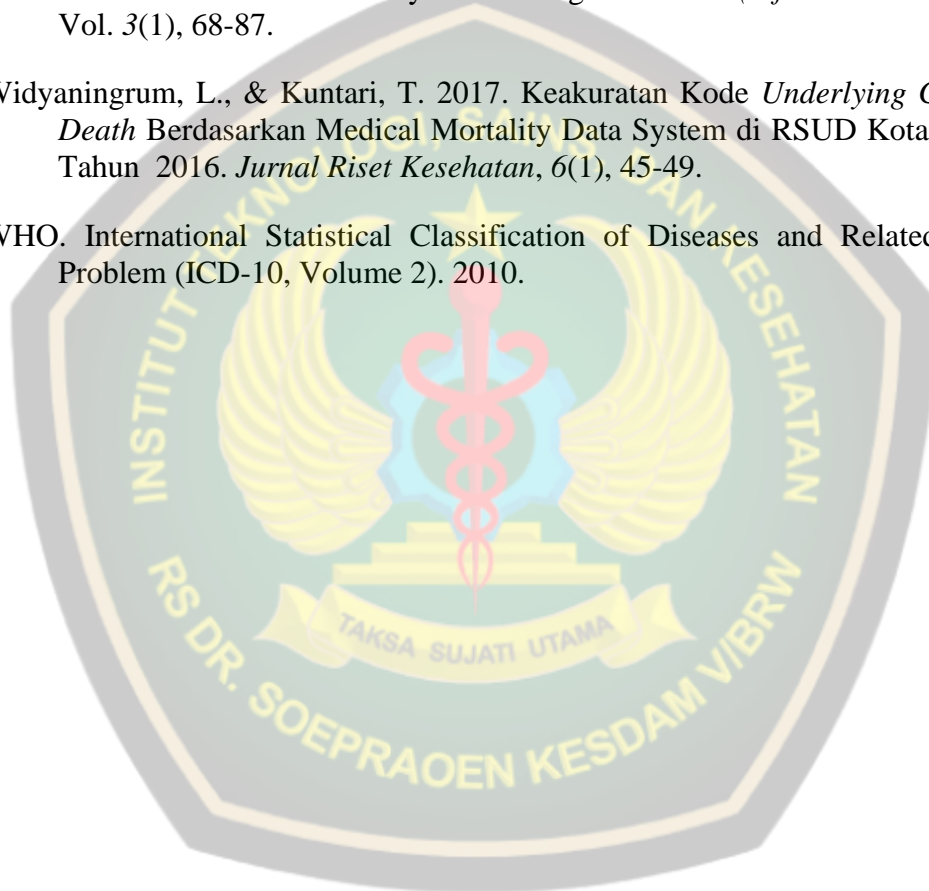 Vol. 3(1), 68-87.
Widyaningrum, L., & Kuntari, T. 2017. Keakuratan Kode Underlying
Death Berdasarkan Medical Mortality Data System di RSUD Kota
Tahun 2016. Jurnal Riset Kesehatan, 6(1), 45-49.
WHO. International Statistical Classification of Diseases and Related
Problem (ICD-10, Volume 2). 2010.
INSTITUT TEKNOLOGI, SAINS, DAN KESEHATAN
TAKSA SUJATI UTAMA
RS DR. SOEPRAOEN KESDAM V/BRW